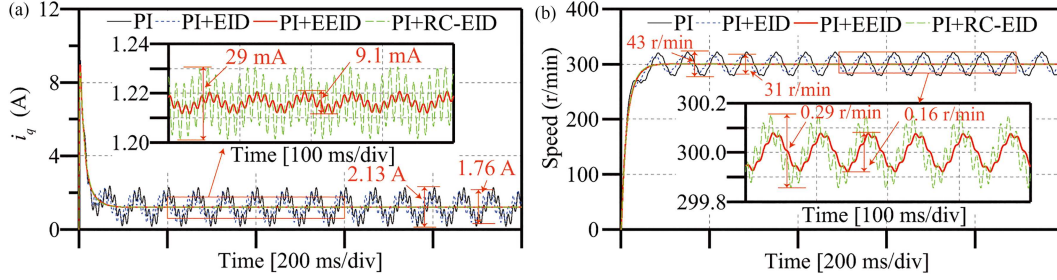 (a)
PI PI+EID PI+EEID PI+RC-EID
12
8
4
0
i_q (A)
1.24
1.22
1.20
29 mA
9.1 mA
Time [100 ms/div]
2.13 A
1.76 A
Time [200 ms/div]
(b)
PI PI+EID PI+EEID PI+RC-EID
400
300
200
100
0
Speed (r/min)
43 r/min
31 r/min
300.2
300.0
299.8
0.29 r/min
0.16 r/min
Time [100 ms/div]
Time [200 ms/div]